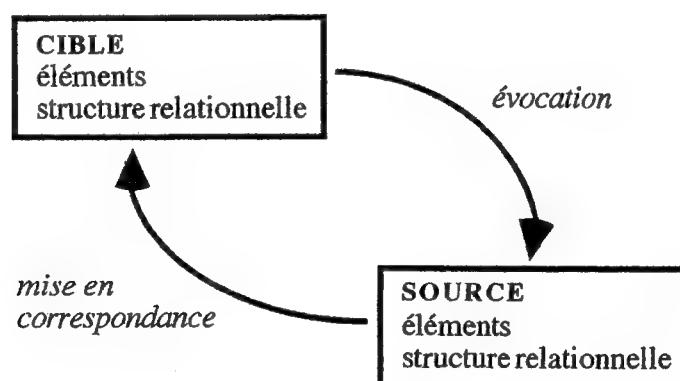 CIBLE
éléments
structure relationnelle
évocation
mise en
correspondance
SOURCE
éléments
structure relationnelle